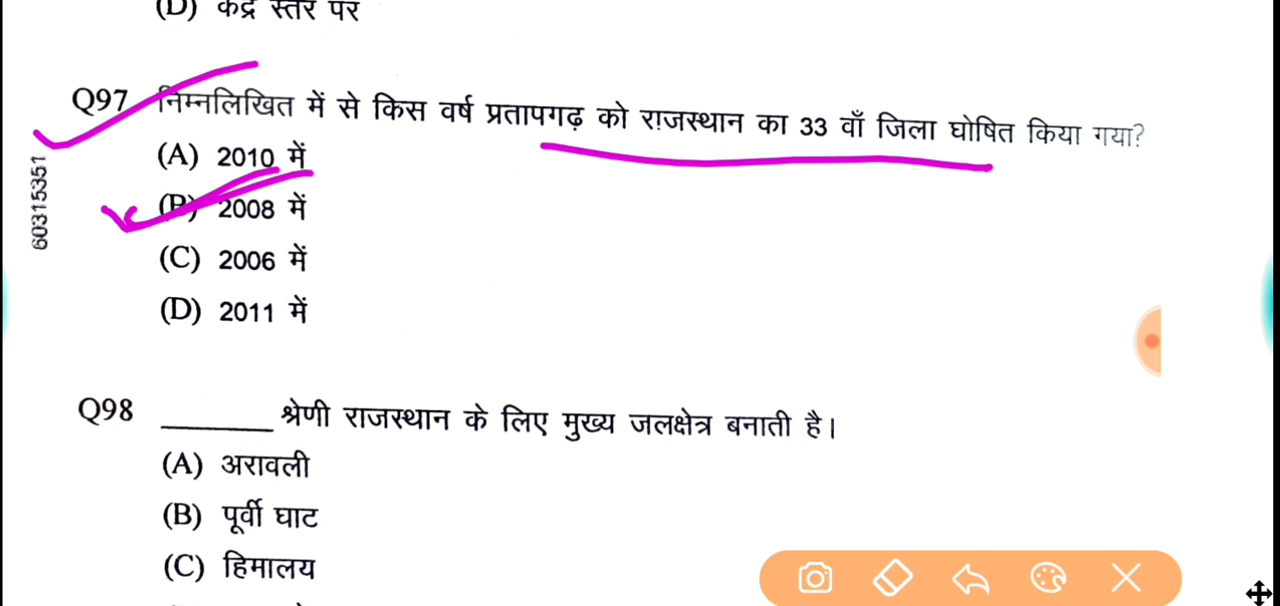 (D) केंद्र स्तर पर
Q97 निम्नलिखित में से किस वर्ष प्रतापगढ़ को राजस्थान का 33 वाँ जिला घोषित किया गया?
(A) 2010 में
(B) 2008 में
(C) 2006 में
(D) 2011 में
60315351
Q98 ______ श्रेणी राजस्थान के लिए मुख्य जलक्षेत्र बनाती है।
(A) अरावली
(B) पूर्वी घाट
(C) हिमालय